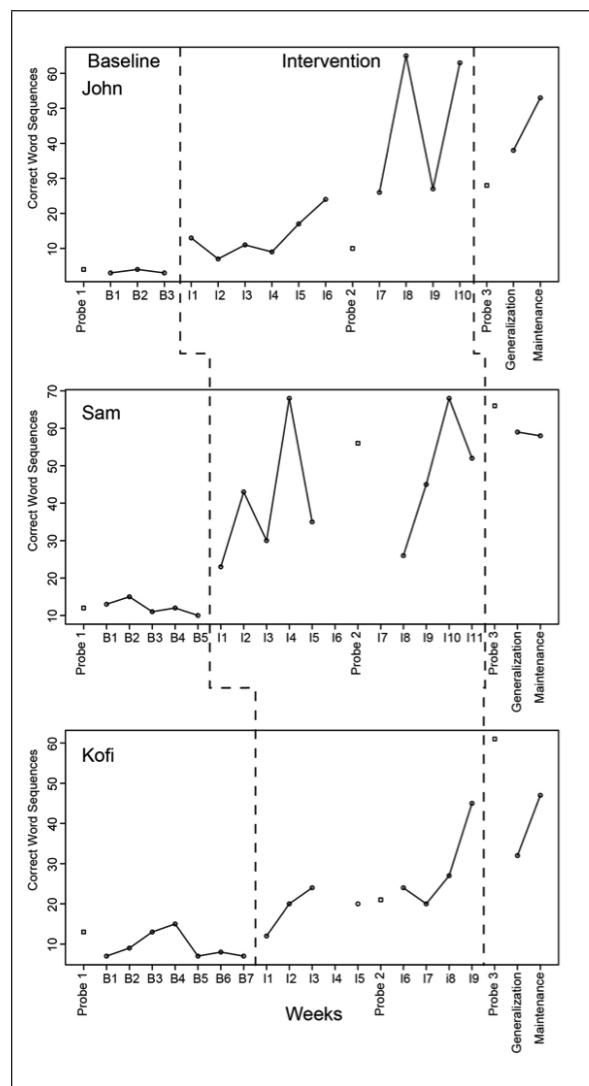 Baseline Intervention
John
Correct Word Sequences
60
50
40
30
20
10
Probe 1 B1 B2 B3 I1 I2 I3 I4 I5 I6 Probe 2 I7 I8 I9 I10 Probe 3 Generalization Maintenance
Sam
Correct Word Sequences
70
60
50
40
30
20
10
Probe 1 B1 B2 B3 B4 B5 I1 I2 I3 I4 I5 I6 Probe 2 I7 I8 I9 I10 I11 Probe 3 Generalization Maintenance
Kofi
Correct Word Sequences
60
50
40
30
20
10
Probe 1 B1 B2 B3 B4 B5 B6 B7 I1 I2 I3 I4 I5 Probe 2 I6 I7 I8 I9 Probe 3 Generalization Maintenance
Weeks